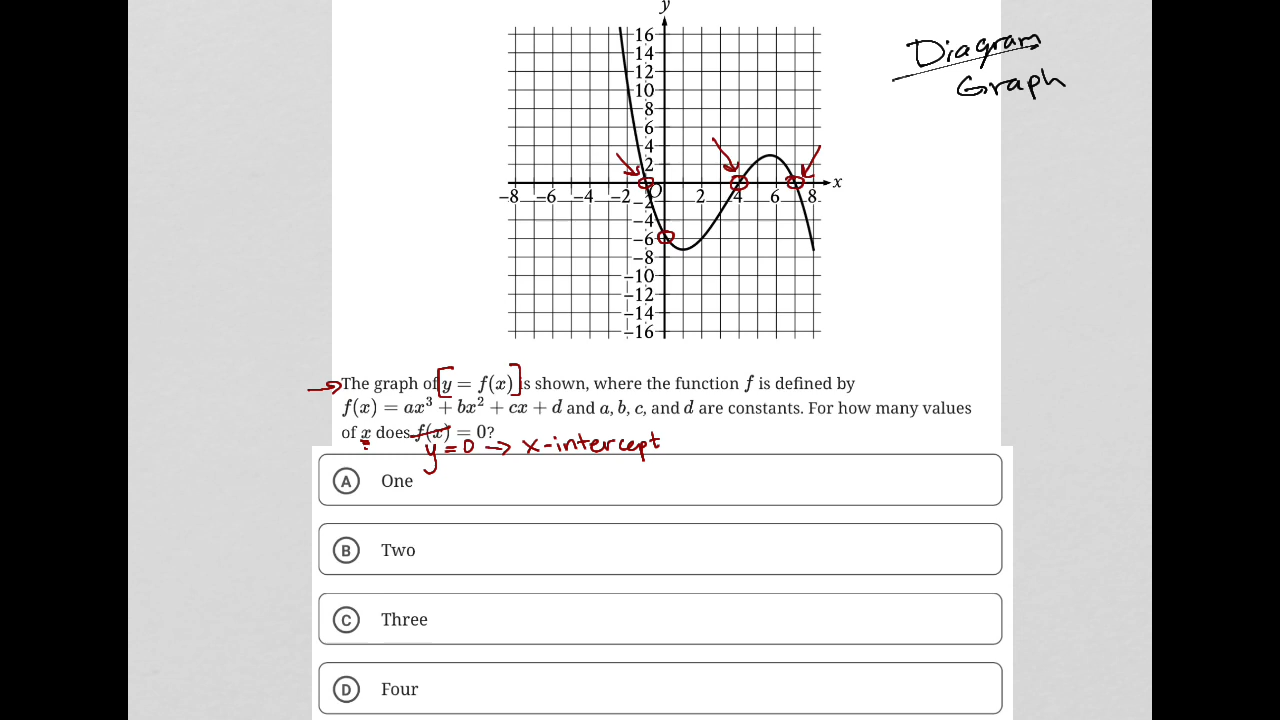 y
Diagram
Graph
16
14
12
10
8
6
4
2
-8 -6 -4 -2 O 2 4 6 8 x
-2
-4
-6
-8
-10
-12
-14
-16
The graph of [y = f(x)] is shown, where the function f is defined by
f(x) = ax³ + bx² + cx + d and a, b, c, and d are constants. For how many values
of x does f(x) = 0?
y = 0 → x-intercept
A One
B Two
C Three
D Four